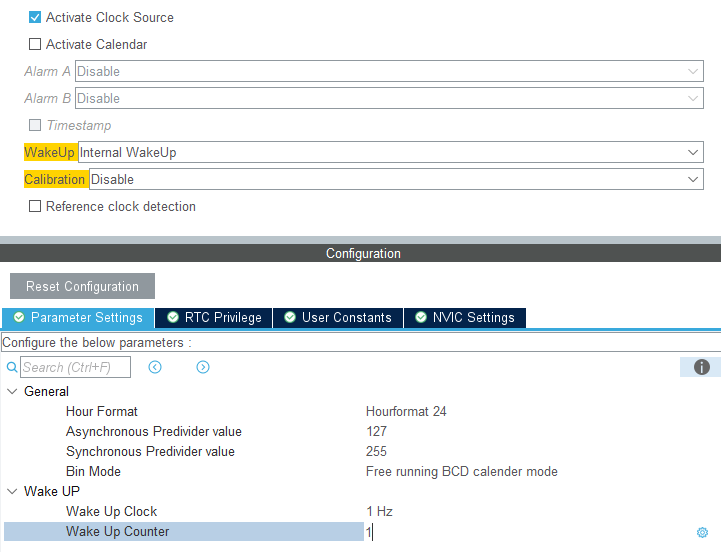 Activate Clock Source
Activate Calendar
Alarm A Disable
Alarm B Disable
Timestamp
WakeUp Internal WakeUp
Calibration Disable
Reference clock detection
Configuration
Reset Configuration
Parameter Settings RTC Privilege User Constants NVIC Settings
Configure the below parameters :
Search (Ctrl+F)
General
Hour Format Hourformat 24
Asynchronous Predivider value 127
Synchronous Predivider value 255
Bin Mode Free running BCD calender mode
Wake UP
Wake Up Clock 1 Hz
Wake Up Counter 1